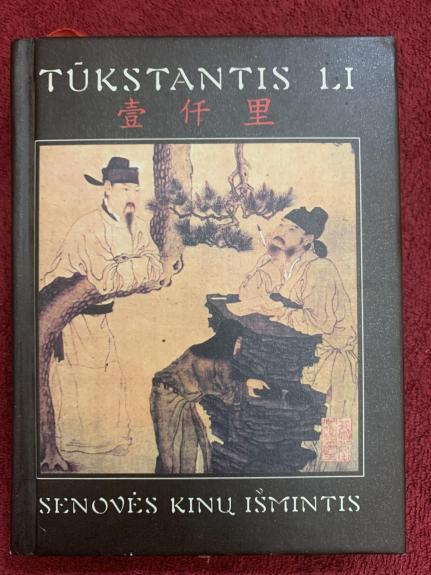 TŪKSTANTIS LI
壹仟里
SENOVĖS KINŲ IŠMINTIS